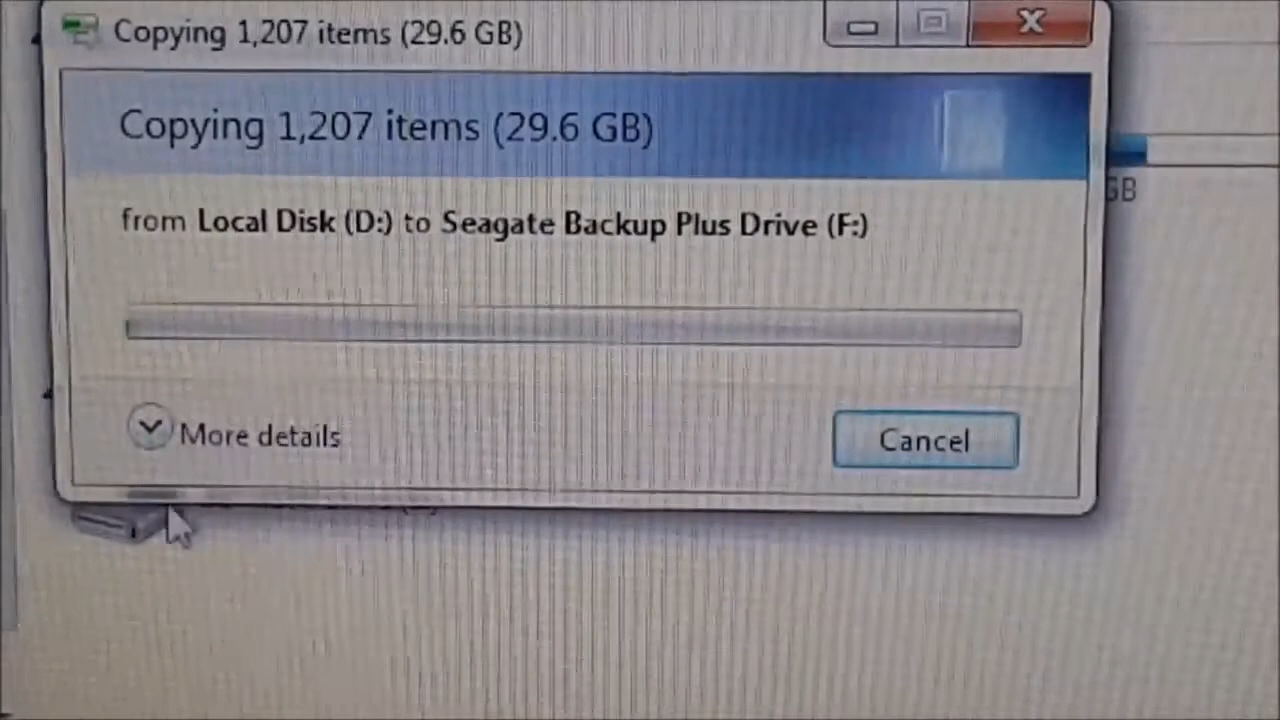 Copying 1,207 items (29.6 GB)
Copying 1,207 items (29.6 GB)
GB
from Local Disk (D:) to Seagate Backup Plus Drive (F:)
More details
Cancel